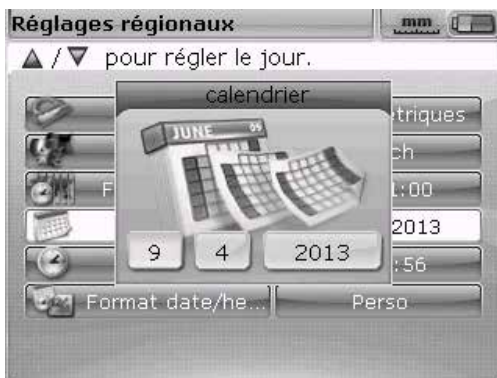 Réglages régionaux mm
▲ / ▼ pour régler le jour.
calendrier
JUNE 09
9 4 2013
triques
ch
F :00
2013
:56
Format date/he... Perso